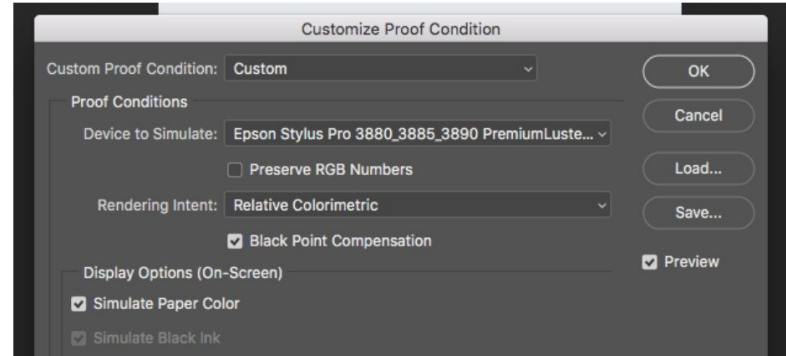 Customize Proof Condition
Custom Proof Condition: Custom
OK
Proof Conditions
Cancel
Device to Simulate: Epson Stylus Pro 3880_3885_3890 PremiumLuste...
Preserve RGB Numbers
Load...
Rendering Intent: Relative Colorimetric
Save...
Black Point Compensation
Preview
Display Options (On-Screen)
Simulate Paper Color
Simulate Black Ink